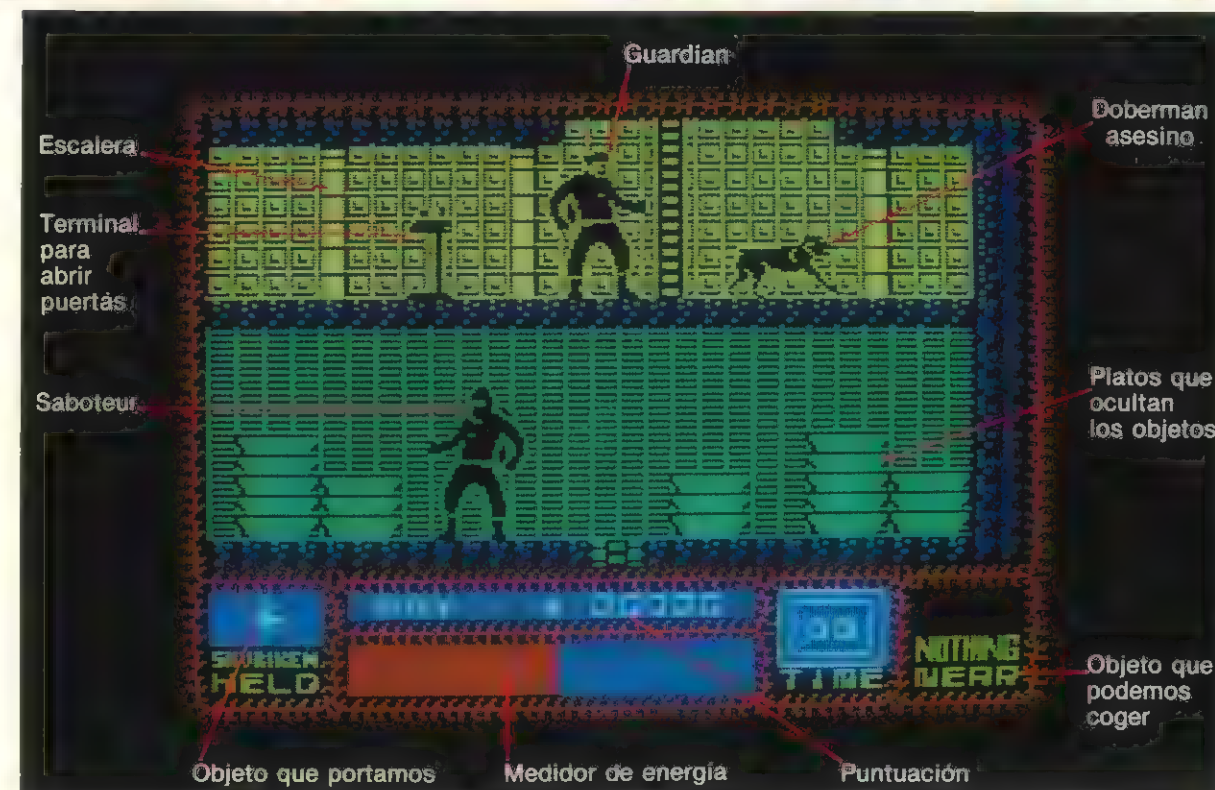 Guardian
Doberman
asesino
Escalera
Terminal
para
abrir
puertas
Saboteur
Platos que
ocultan
los objetos
SHURIKEN
HELD
TIME
NOTHING
NEAR
Objeto que
podemos
coger
Objeto que portamos
Medidor de energía
Puntuación